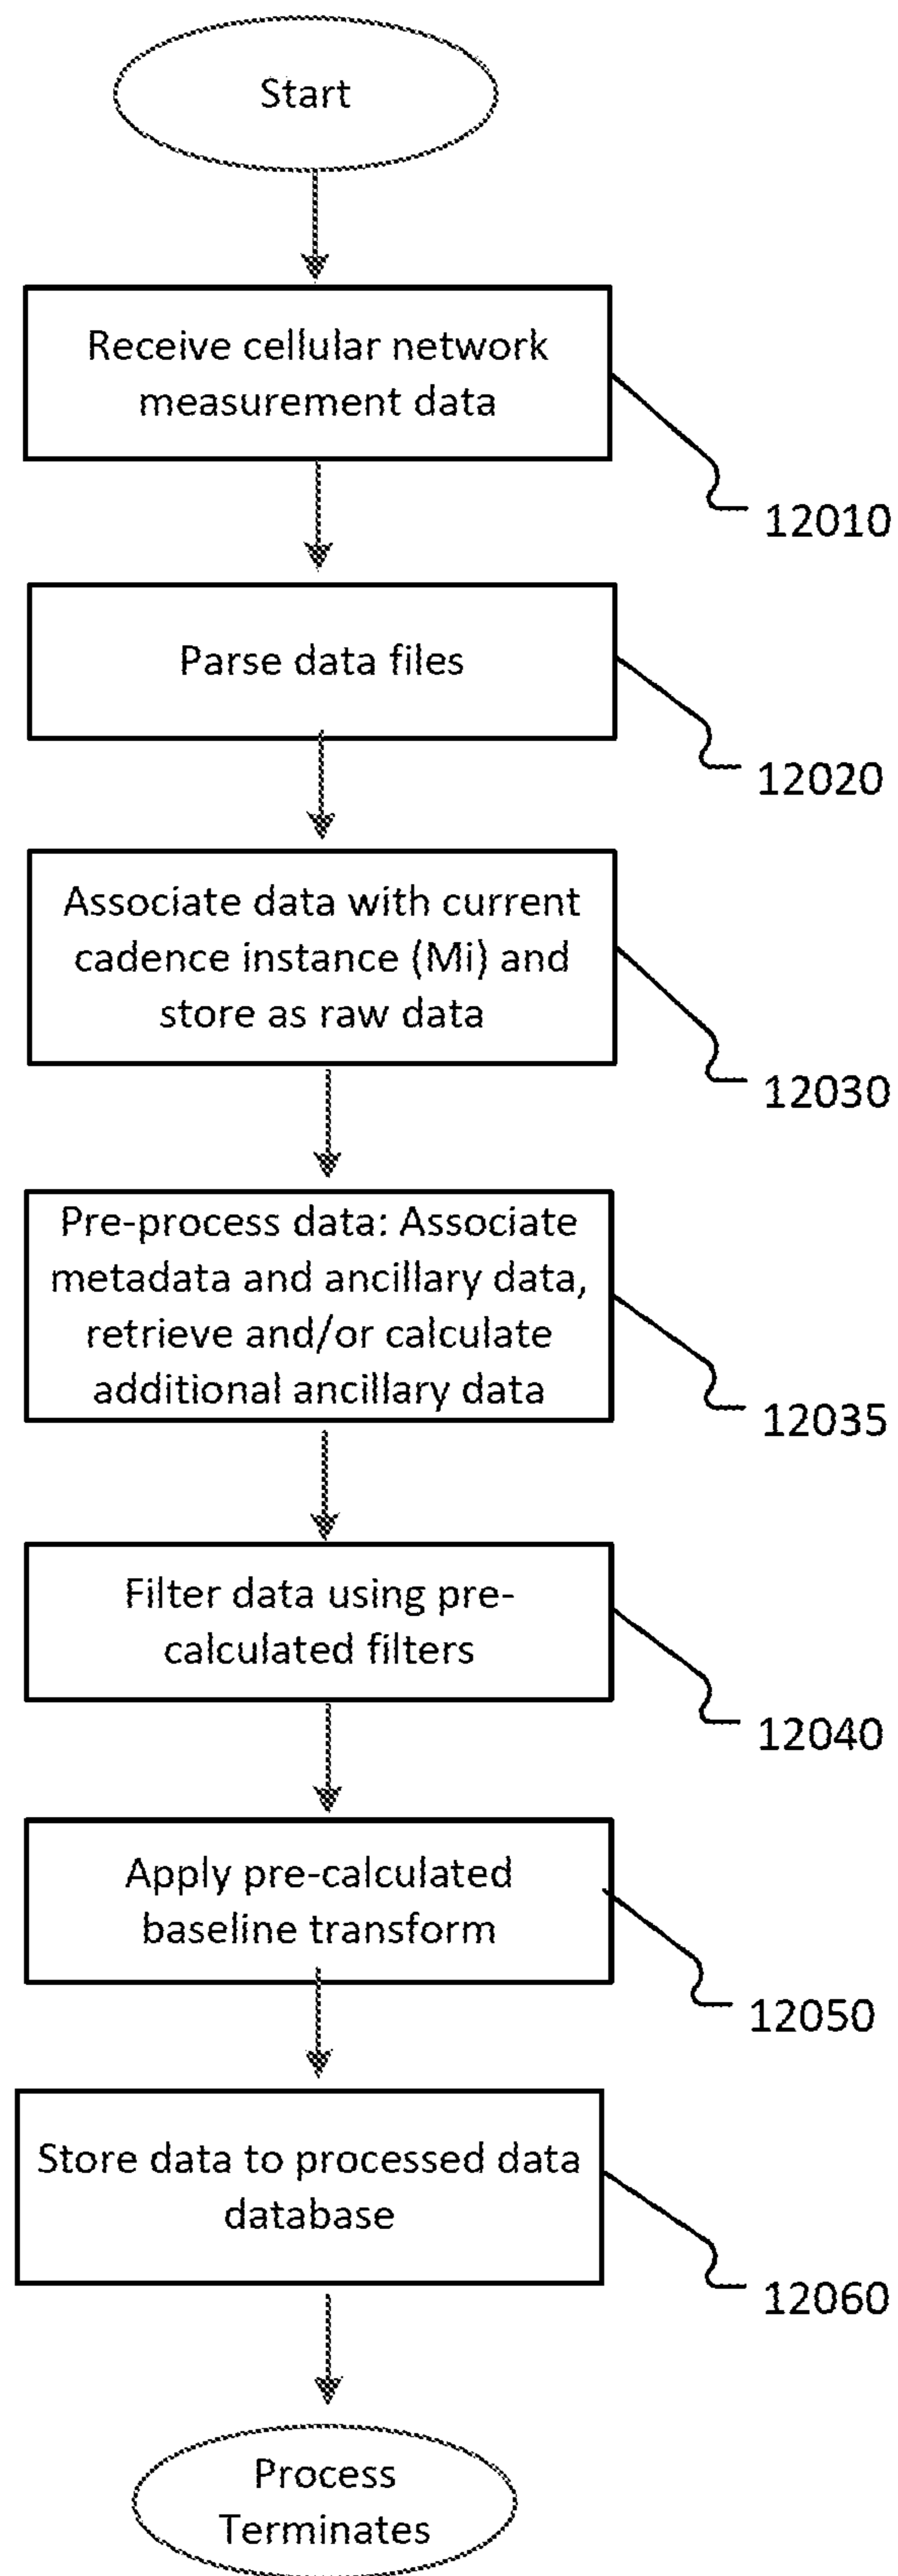 Start
Receive cellular network
measurement data
12010
Parse data files
12020
Associate data with current
cadence instance (Mi) and
store as raw data
12030
Pre-process data: Associate
metadata and ancillary data,
retrieve and/or calculate
additional ancillary data
12035
Filter data using pre-
calculated filters
12040
Apply pre-calculated
baseline transform
12050
Store data to processed data
database
12060
Process
Terminates